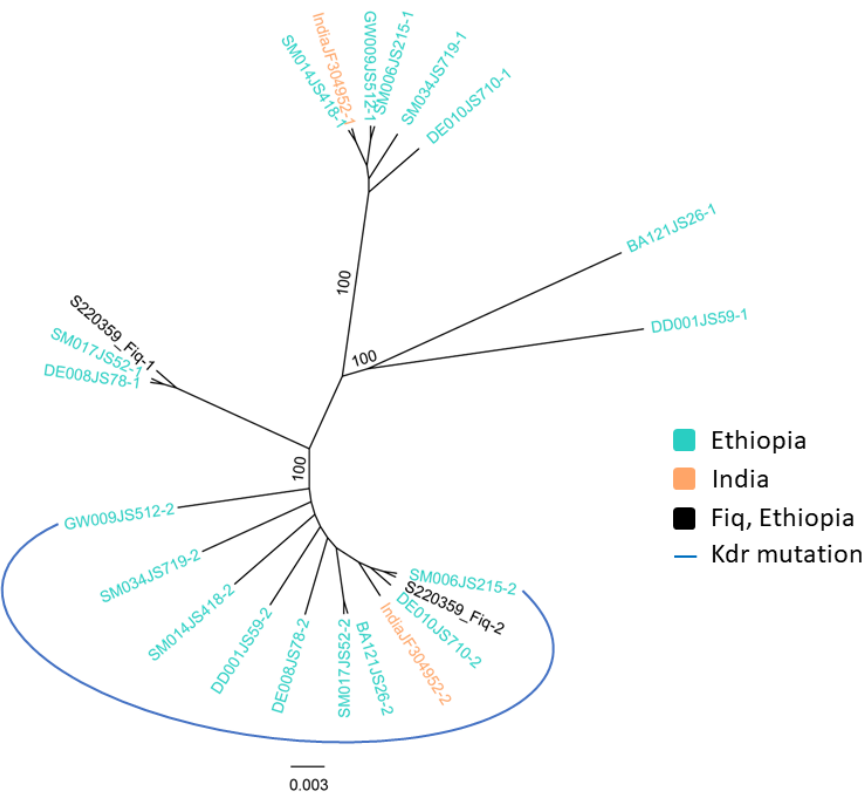 IndiaJF304952-1
GW009JS512-1
SM006JS215-1
SM014JS418-1
SM034JS719-1
DE010JS710-1
BA121JS26-1
100
DD001JS59-1
S220359_Fiq-1
100
SM017JS52-1
DE008JS78-1
Ethiopia
India
100
GW009JS512-2
Fiq, Ethiopia
Kdr mutation
SM034JS719-2
SM006JS215-2
S220359_Fiq-2
SM014JS418-2
DE010JS710-2
DD001JS59-2
DE008JS78-2
SM017JS52-2
BA121JS26-2
IndiaJF304952-2
0.003